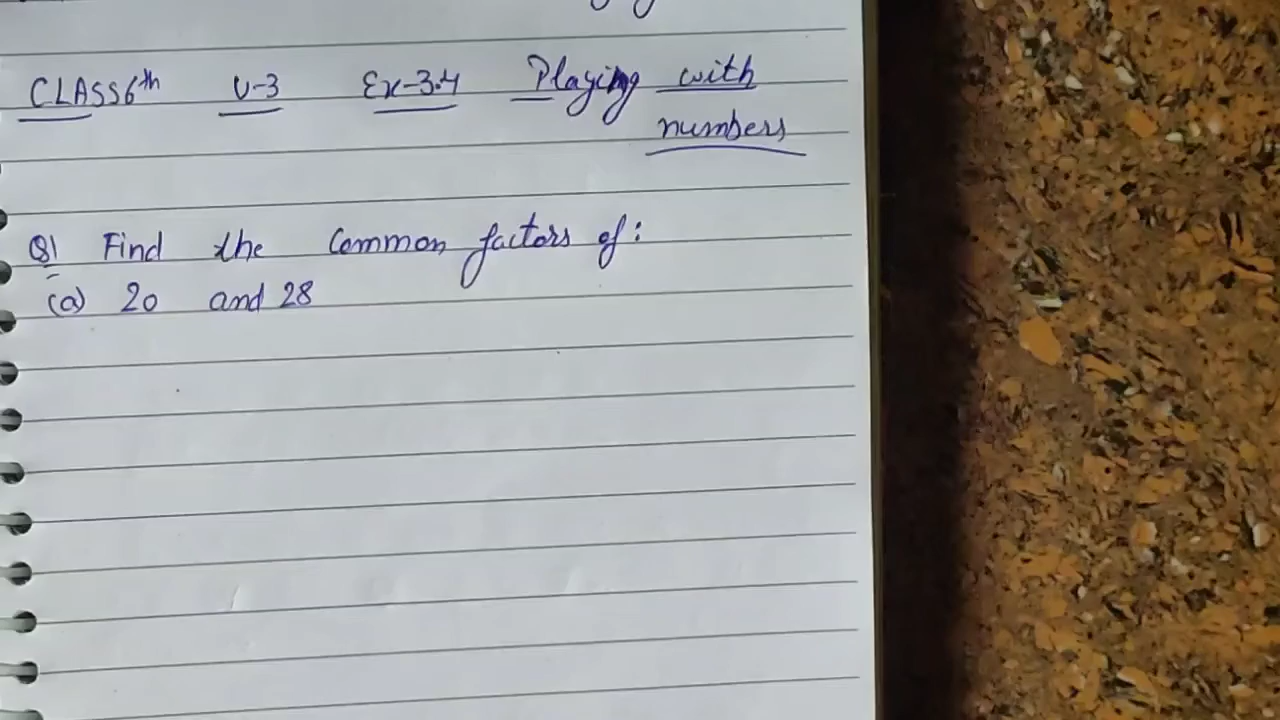 CLASS 6th U-3 Ex-3.4 Playing with
numbers
Q1 Find the Common factors of:
(a) 20 and 28